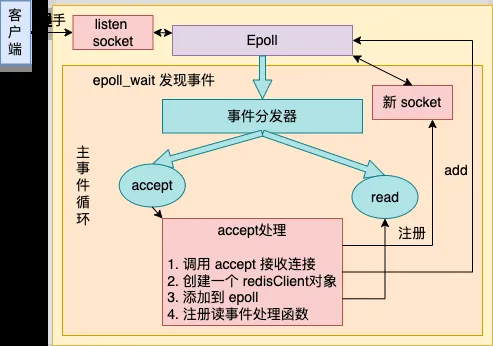 客
户
端
手
listen
socket
Epoll
epoll_wait 发现事件
新 socket
事件分发器
主
事
件
循
环
accept
read
add
注册
accept处理
1. 调用 accept 接收连接
2. 创建一个 redisClient对象
3. 添加到 epoll
4. 注册读事件处理函数